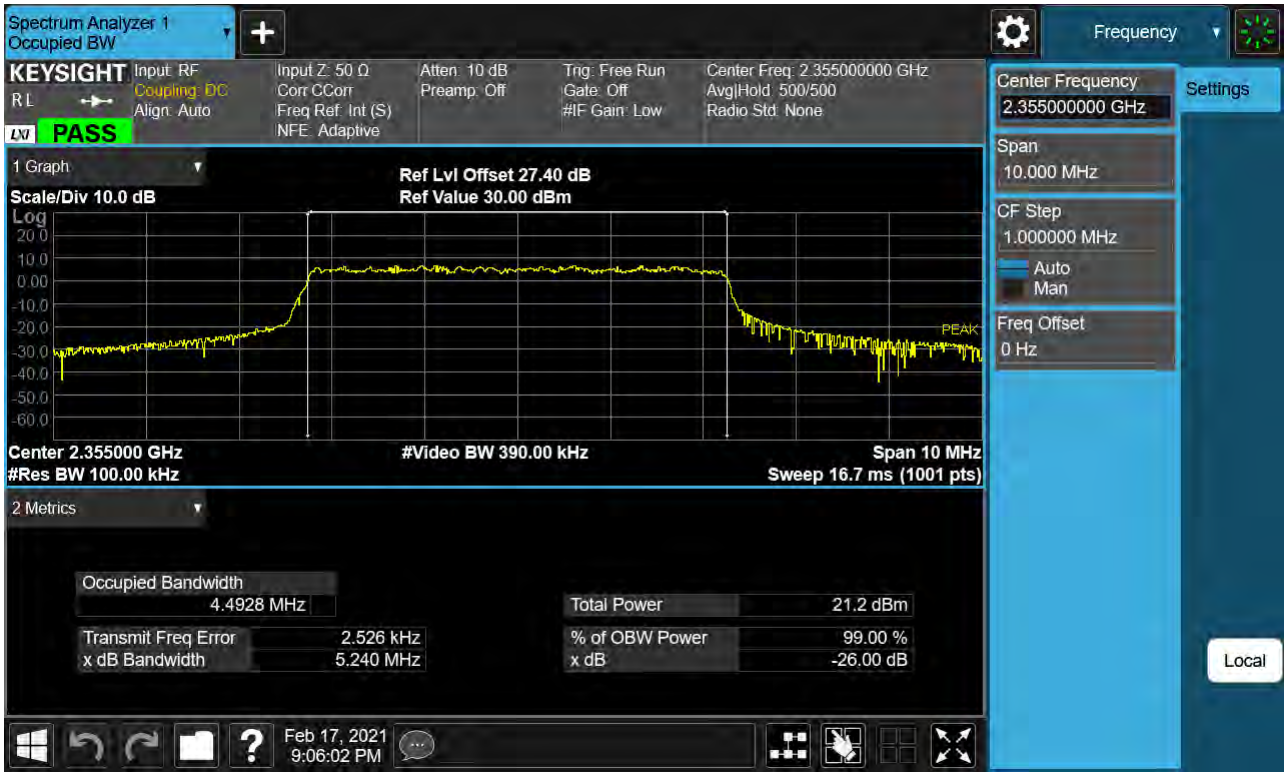 Spectrum Analyzer 1
Occupied BW
+
Frequency
KEYSIGHT
R L
LXI
PASS
Input: RF
Coupling: DC
Align: Auto
Input Z: 50 Ω
Corr CCorr
Freq Ref: Int (S)
NFE: Adaptive
Atten: 10 dB
Preamp: Off
Trig: Free Run
Gate: Off
#IF Gain: Low
Center Freq: 2.355000000 GHz
Avg|Hold: 500/500
Radio Std: None
Center Frequency
2.355000000 GHz
Settings
Span
10.000 MHz
CF Step
1.000000 MHz
Auto
Man
Freq Offset
0 Hz
Local
1 Graph
Ref Lvl Offset 27.40 dB
Scale/Div 10.0 dB
Ref Value 30.00 dBm
Log
20.0
10.0
0.00
-10.0
-20.0
-30.0
-40.0
-50.0
-60.0
PEAK
Center 2.355000 GHz
#Video BW 390.00 kHz
Span 10 MHz
#Res BW 100.00 kHz
Sweep 16.7 ms (1001 pts)
2 Metrics
Occupied Bandwidth
4.4928 MHz
Total Power 21.2 dBm
Transmit Freq Error 2.526 kHz
% of OBW Power 99.00 %
x dB Bandwidth 5.240 MHz
x dB -26.00 dB
?
Feb 17, 2021
9:06:02 PM